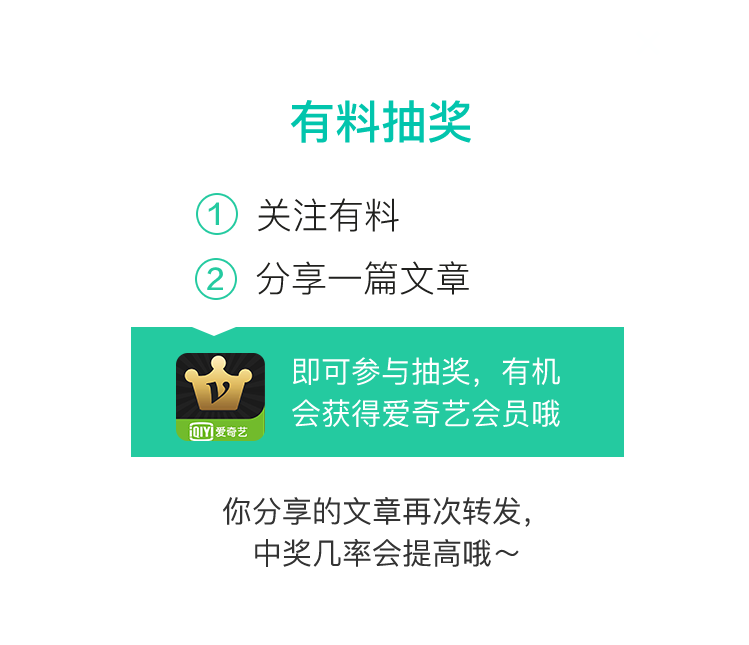 有料抽奖
① 关注有料
② 分享一篇文章
即可参与抽奖，有机
会获得爱奇艺会员哦
v
iQIYI 爱奇艺
你分享的文章再次转发，
中奖几率会提高哦～